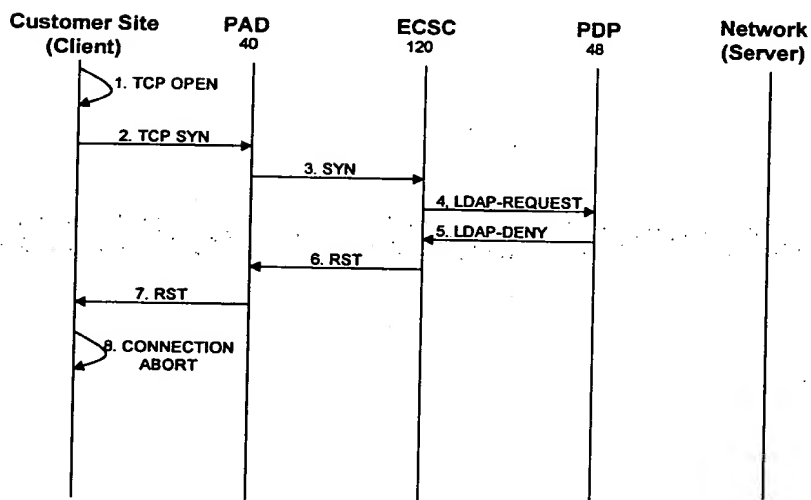 Customer Site
(Client)
PAD
40
ECSC
120
PDP
48
Network
(Server)
1. TCP OPEN
2. TCP SYN
3. SYN
4, LDAP-REQUEST
5. LDAP-DENY
6. RST
7. RST
8. CONNECTION
ABORT